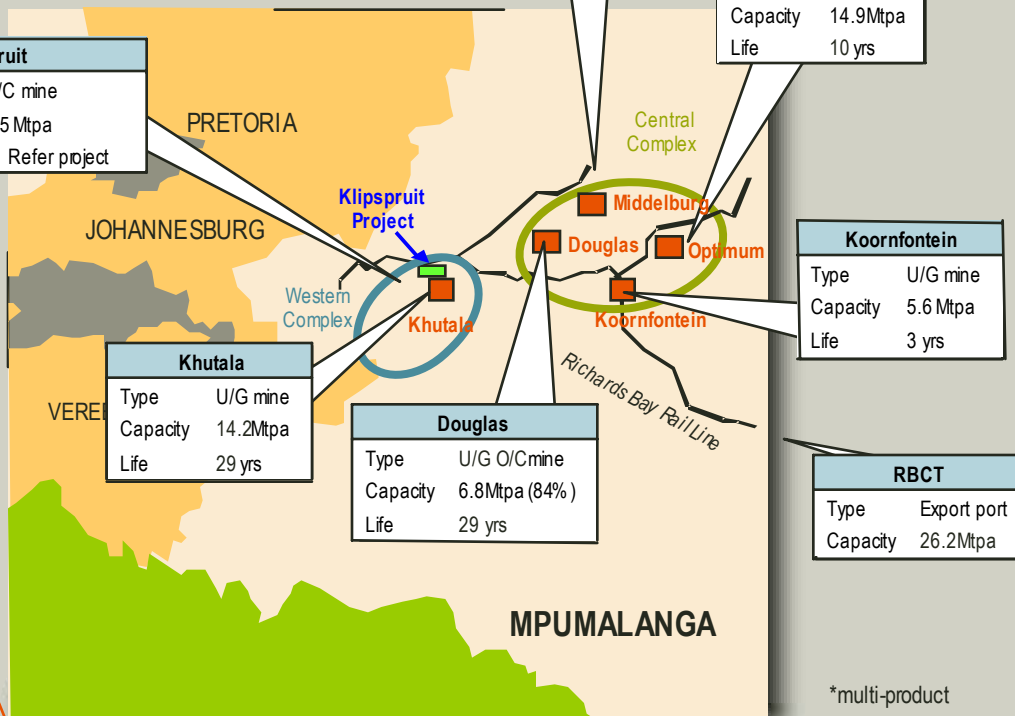 Capacity 14.9Mtpa
Life 10 yrs
ruit
/C mine
5 Mtpa
Refer project
PRETORIA
Central
Complex
Klipspruit
Project
Middelburg
JOHANNESBURG
Douglas
Optimum
Koornfontein
Type U/G mine
Capacity 5.6 Mtpa
Life 3 yrs
Western
Complex
Khutala
Koornfontein
Khutala
Type U/G mine
Capacity 14.2Mtpa
Life 29 yrs
VEREE
Richards Bay Rail Line
Douglas
Type U/G O/C mine
Capacity 6.8Mtpa (84%)
Life 29 yrs
RBCT
Type Export port
Capacity 26.2Mtpa
MPUMALANGA
*multi-product